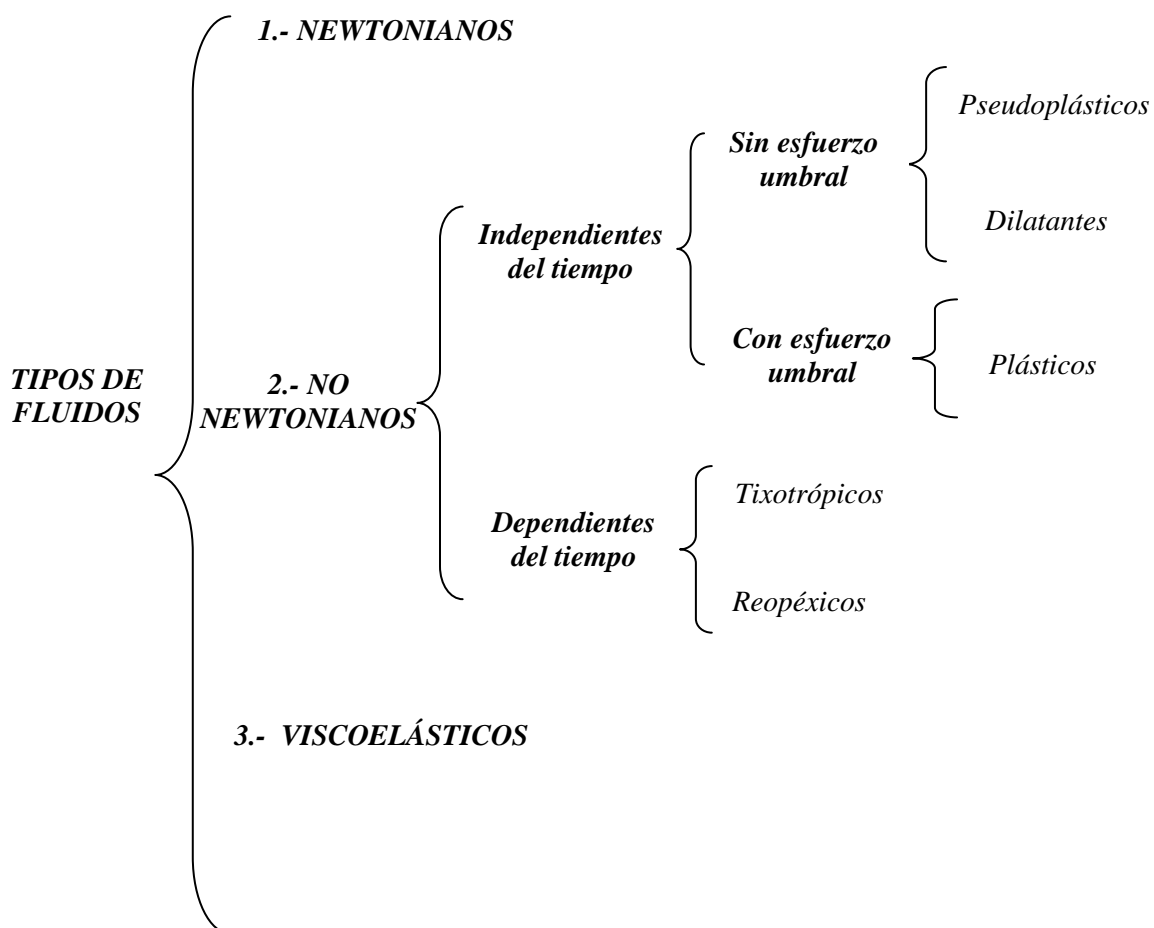 1.- NEWTONIANOS
Pseudoplásticos
Sin esfuerzo
umbral
Dilatantes
Independientes
del tiempo
Con esfuerzo
umbral
Plásticos
TIPOS DE
FLUIDOS
2.- NO
NEWTONIANOS
Tixotrópicos
Dependientes
del tiempo
Reopéxicos
3.- VISCOELÁSTICOS